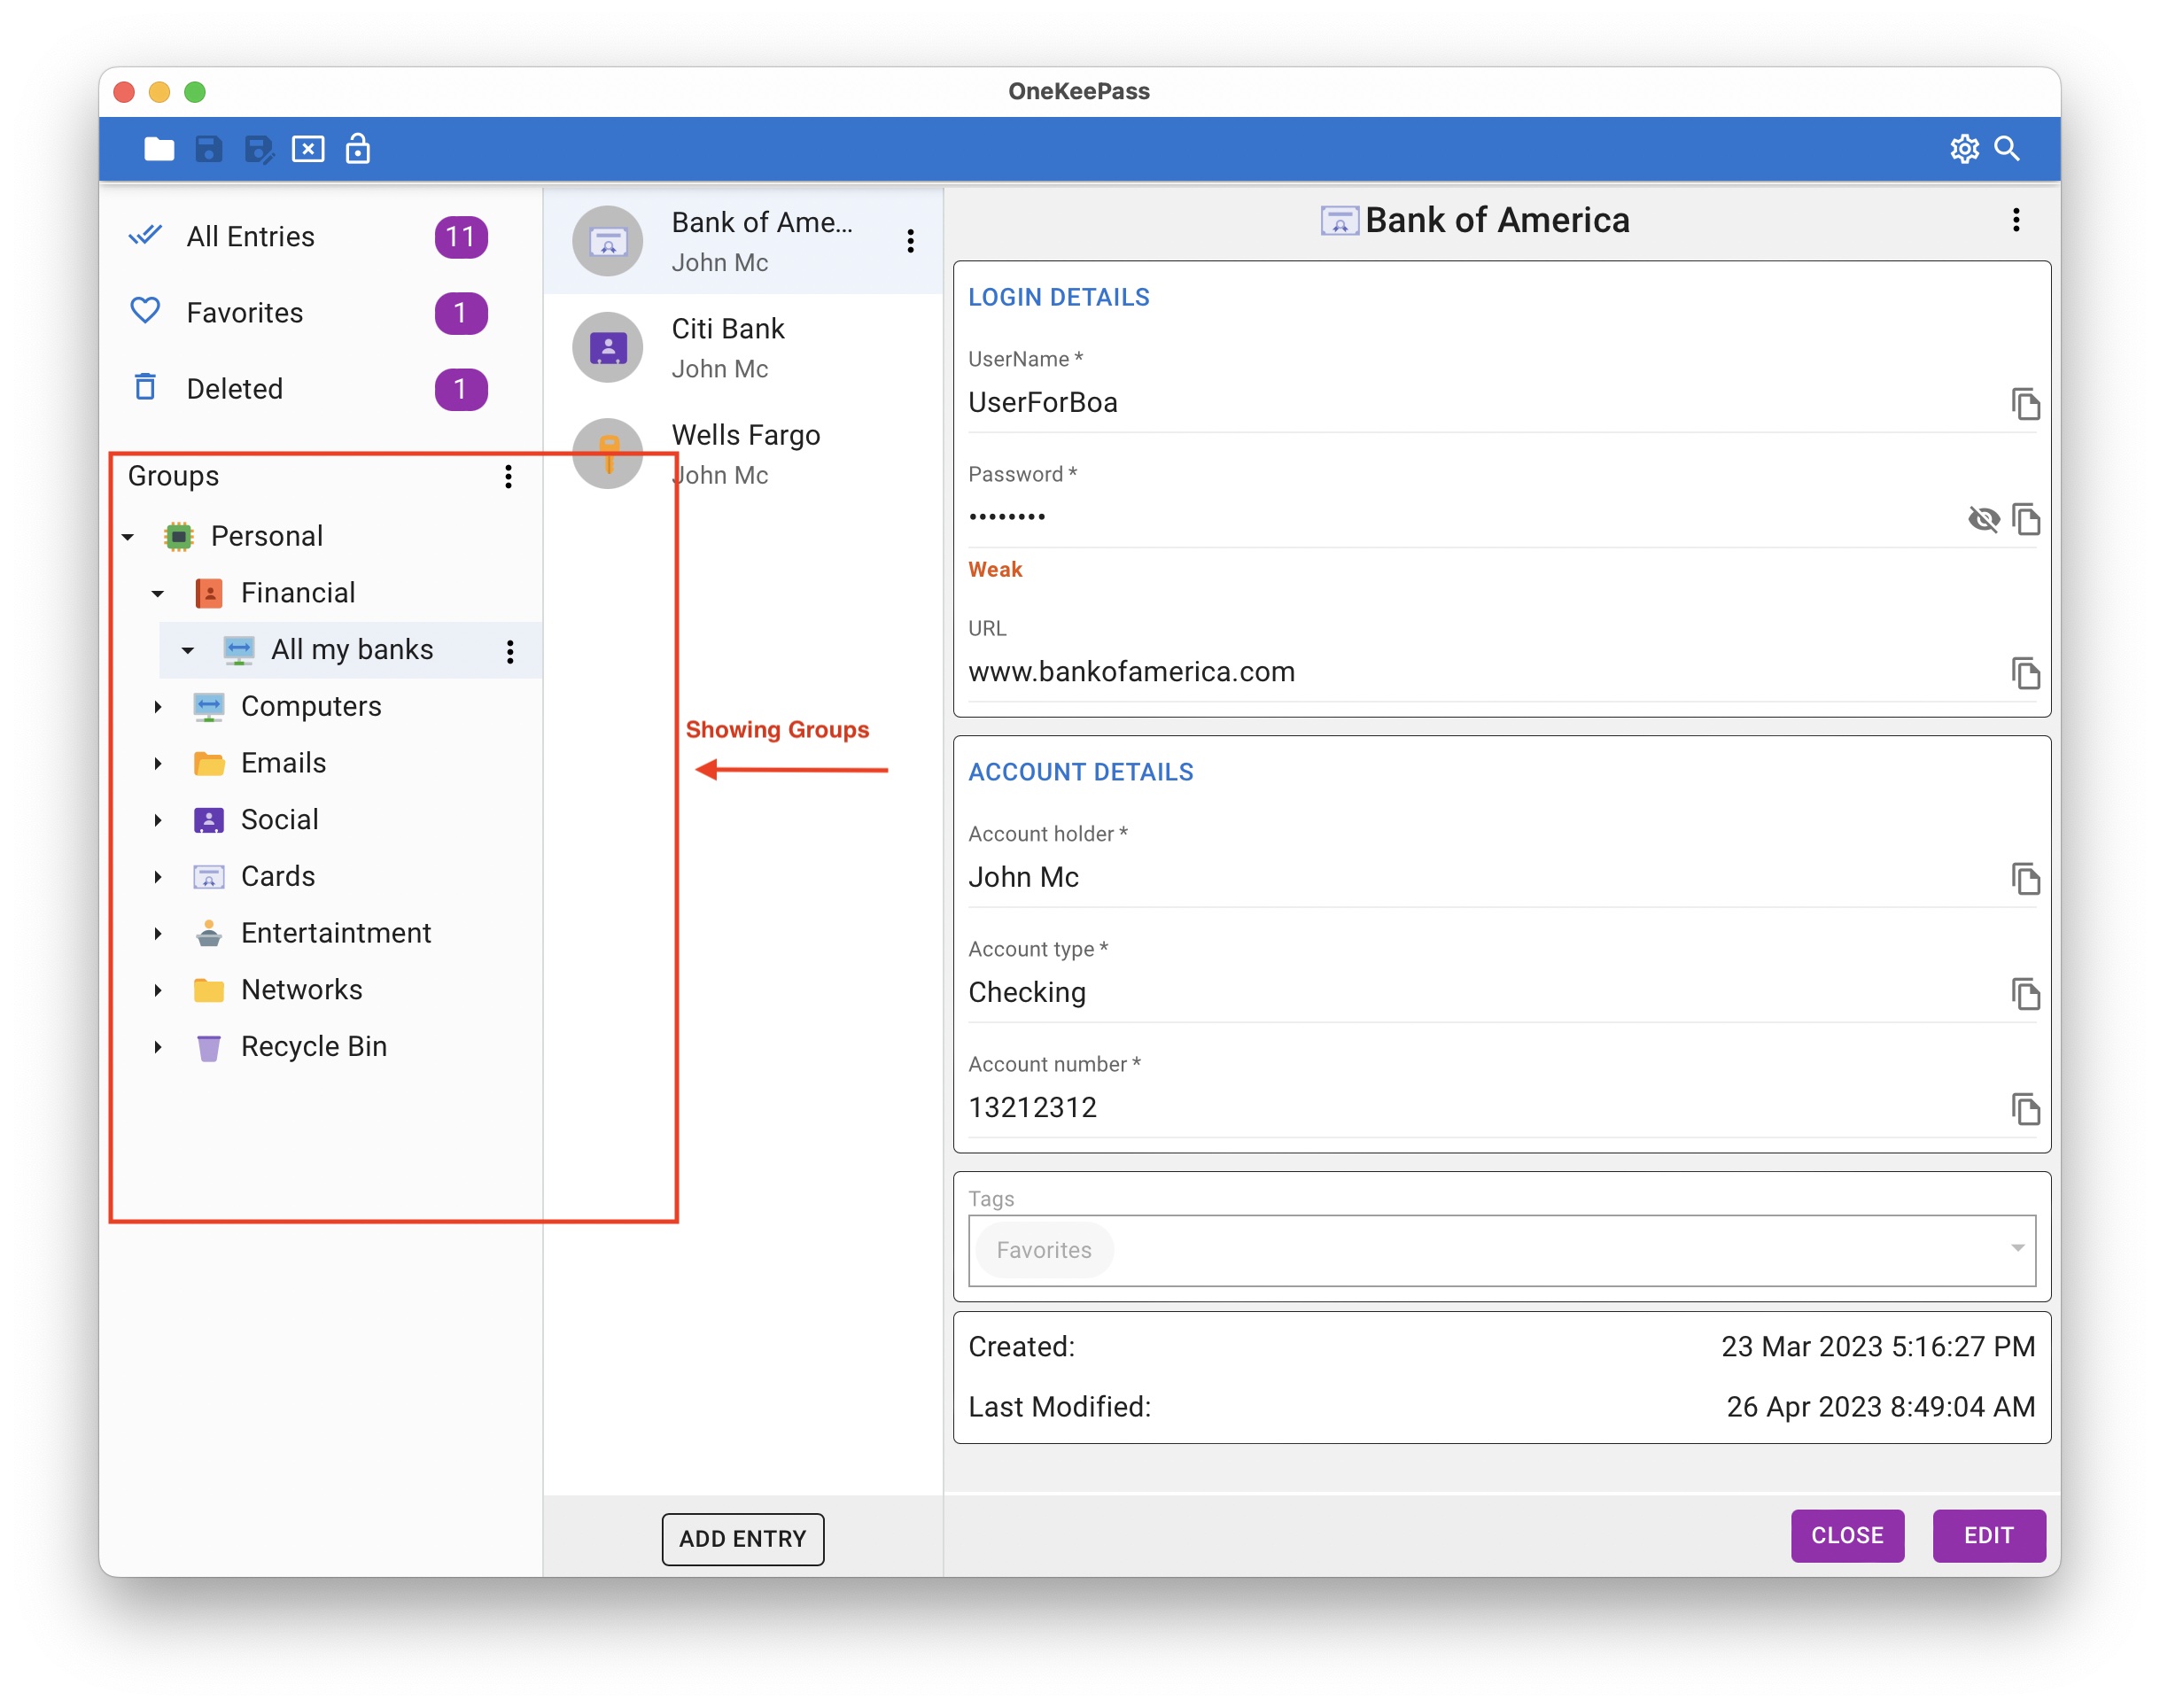 OneKeePass
All Entries 11
Favorites 1
Deleted 1
Groups
Personal
Financial
All my banks
Computers
Emails
Social
Cards
Entertaintment
Networks
Recycle Bin
Bank of Ame...
John Mc
Citi Bank
John Mc
Wells Fargo
John Mc
Showing Groups
ADD ENTRY
Bank of America
LOGIN DETAILS
UserName *
UserForBoa
Password *
••••••••
Weak
URL
www.bankofamerica.com
ACCOUNT DETAILS
Account holder *
John Mc
Account type *
Checking
Account number *
13212312
Tags
Favorites
Created: 23 Mar 2023 5:16:27 PM
Last Modified: 26 Apr 2023 8:49:04 AM
CLOSE EDIT